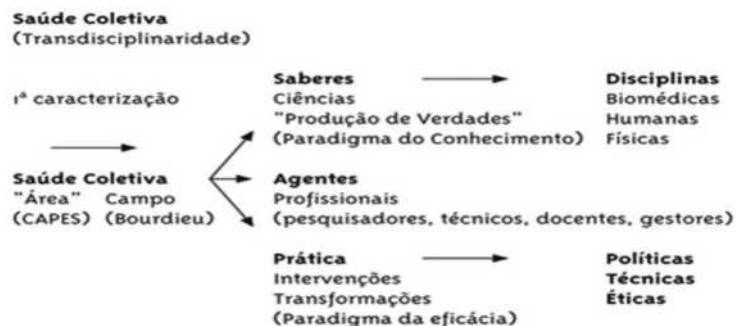 Saúde Coletiva
(Transdisciplinaridade)
1ª caracterização
Saúde Coletiva
"Área" Campo
(CAPES) (Bourdieu)
Saberes
Ciências
"Produção de Verdades"
(Paradigma do Conhecimento)
Disciplinas
Biomédicas
Humanas
Físicas
Agentes
Profissionais
(pesquisadores, técnicos, docentes, gestores)
Prática
Intervenções
Transformações
(Paradigma da eficácia)
Políticas
Técnicas
Éticas